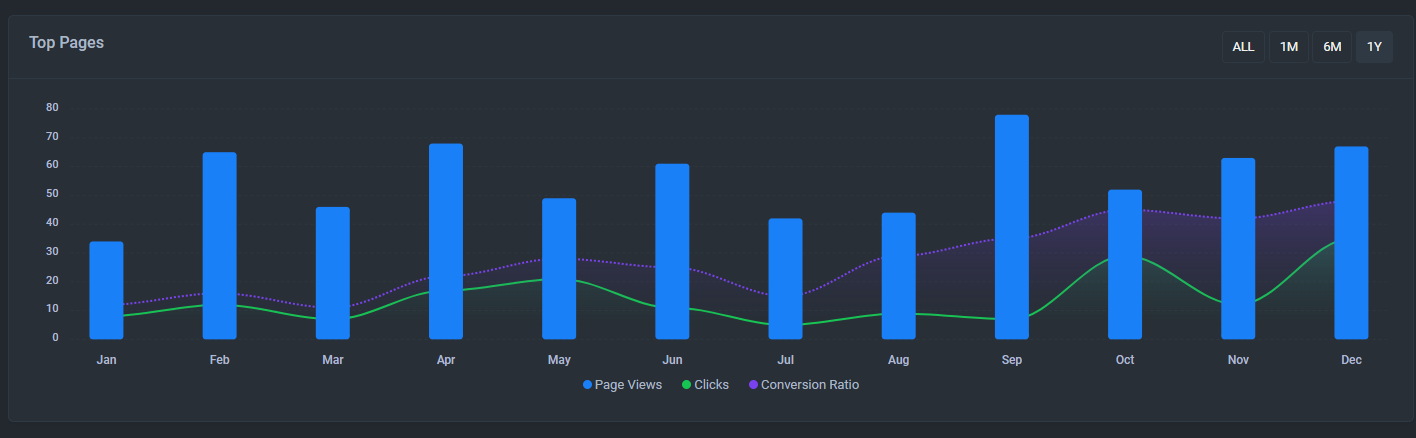 Top Pages
ALL 1M 6M 1Y
80
70
60
50
40
30
20
10
0
Jan Feb Mar Apr May Jun Jul Aug Sep Oct Nov Dec
Page Views Clicks Conversion Ratio